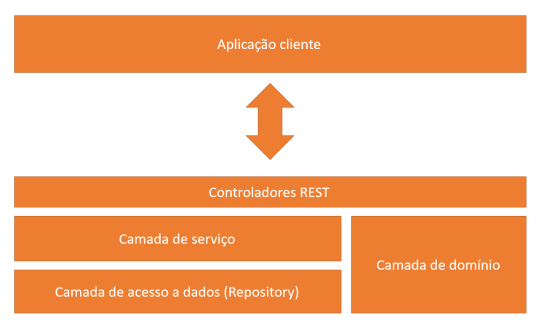 Aplicação cliente
Controladores REST
Camada de serviço
Camada de domínio
Camada de acesso a dados (Repository)